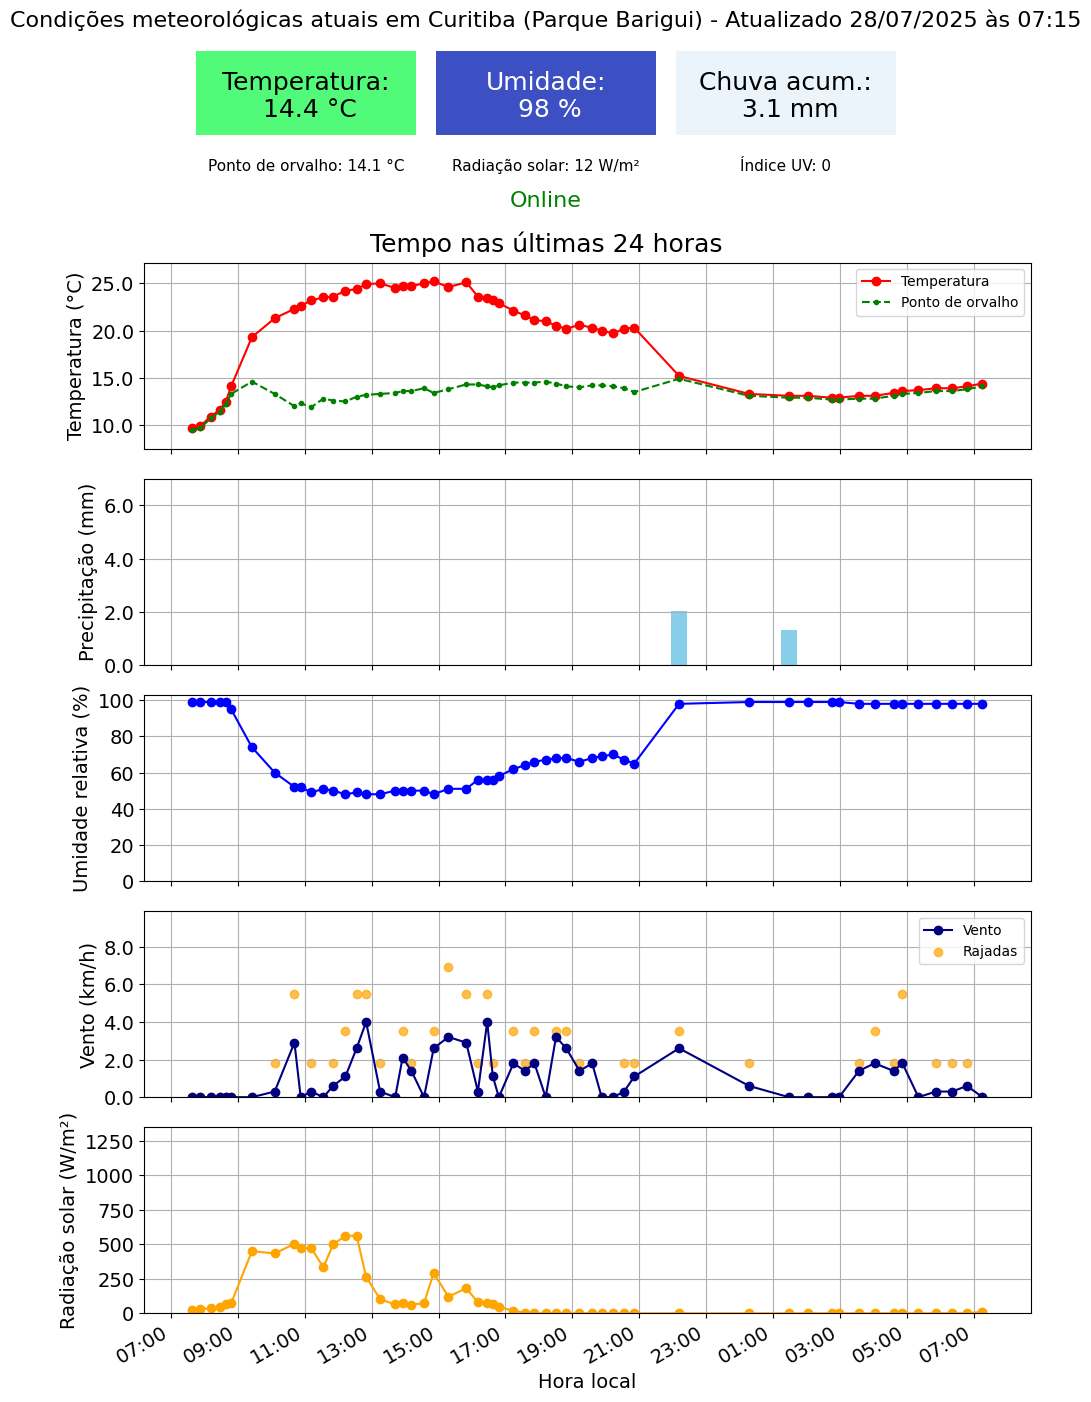 Condições meteorológicas atuais em Curitiba (Parque Barigui) - Atualizado 28/07/2025 às 07:15
Temperatura:
14.4 °C
Umidade:
98 %
Chuva acum.:
3.1 mm
Ponto de orvalho: 14.1 °C
Radiação solar: 12 W/m²
Índice UV: 0
Online
Tempo nas últimas 24 horas
Temperatura (°C)
25.0
20.0
15.0
10.0
Temperatura
Ponto de orvalho
Precipitação (mm)
6.0
4.0
2.0
0.0
Umidade relativa (%)
100
80
60
40
20
0
Vento (km/h)
8.0
6.0
4.0
2.0
0.0
Vento
Rajadas
Radiação solar (W/m²)
1250
1000
750
500
250
0
07:00
09:00
11:00
13:00
15:00
17:00
19:00
21:00
23:00
01:00
03:00
05:00
07:00
Hora local